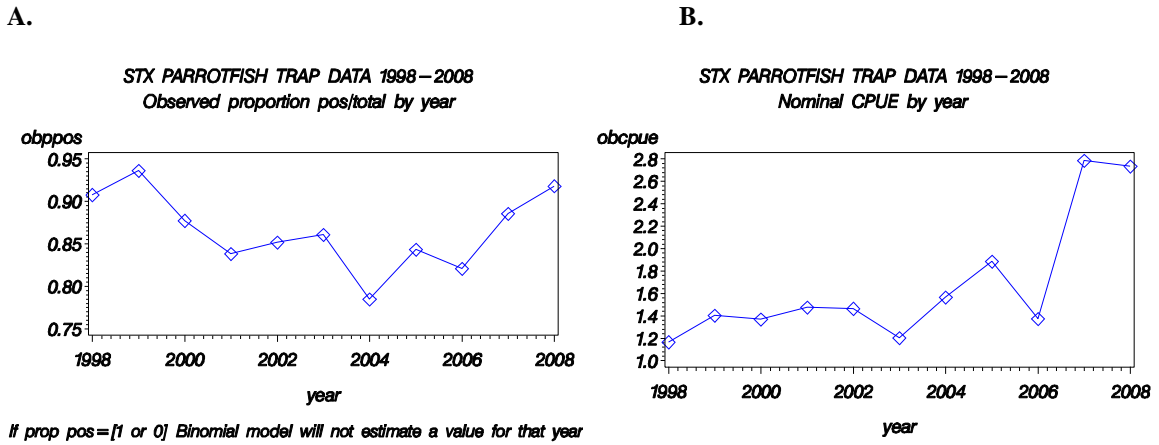 A.
STX PARROTFISH TRAP DATA 1998-2008
Observed proportion pos/total by year
obppos
0.95
0.90
0.85
0.80
0.75
1998 2000 2002 2004 2006 2008
year
If prop pos=[1 or 0] Binomial model will not estimate a value for that year
B.
STX PARROTFISH TRAP DATA 1998-2008
Nominal CPUE by year
obcpue
2.8
2.6
2.4
2.2
2.0
1.8
1.6
1.4
1.2
1.0
1998 2000 2002 2004 2006 2008
year